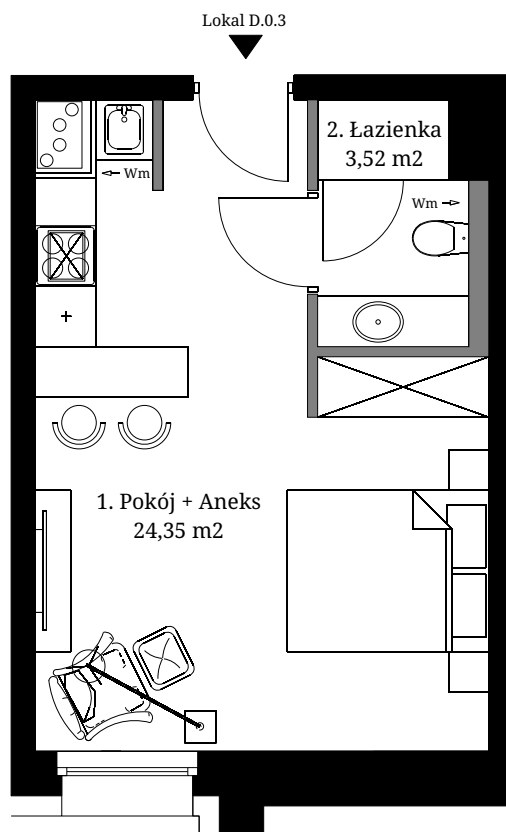 Lokal D.0.3
2. Łazienka
3,52 m2
Wm
Wm
1. Pokój + Aneks
24,35 m2